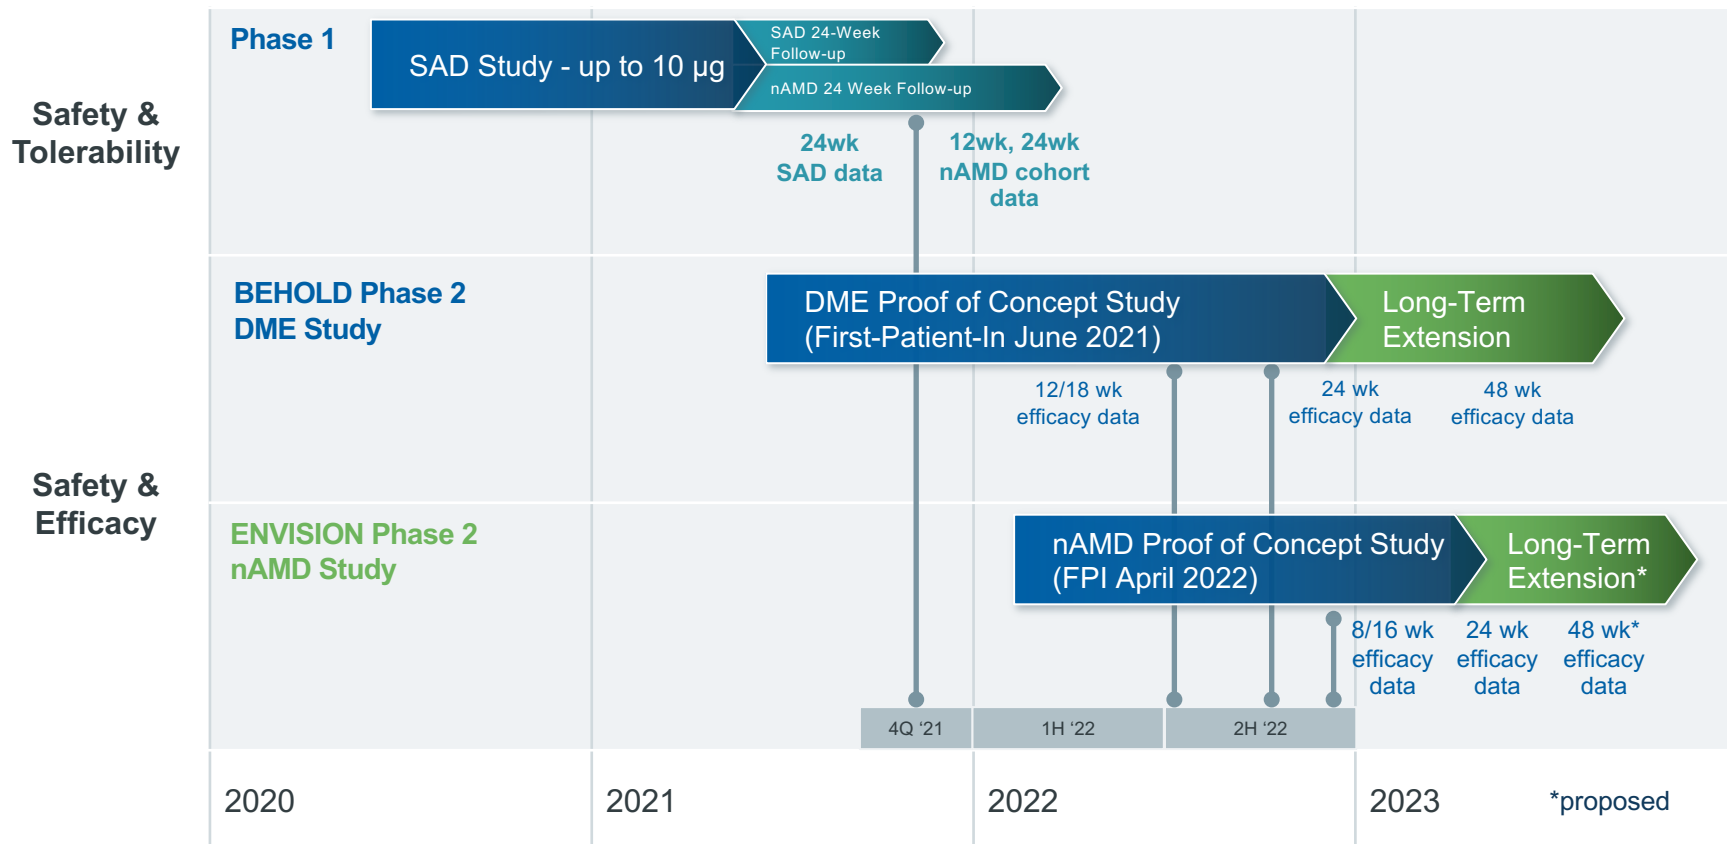 Safety &
Tolerability
Phase 1
SAD Study - up to 10 µg
SAD 24-Week
Follow-up
nAMD 24 Week Follow-up
24wk
SAD data
12wk, 24wk
nAMD cohort
data
Safety &
Efficacy
BEHOLD Phase 2
DME Study
DME Proof of Concept Study
(First-Patient-In June 2021)
Long-Term
Extension
12/18 wk
efficacy data
24 wk
efficacy data
48 wk
efficacy data
ENVISION Phase 2
nAMD Study
nAMD Proof of Concept Study
(FPI April 2022)
Long-Term
Extension*
8/16 wk
efficacy
data
24 wk
efficacy
data
48 wk*
efficacy
data
4Q ‘21
1H ‘22
2H ‘22
2020
2021
2022
2023
*proposed